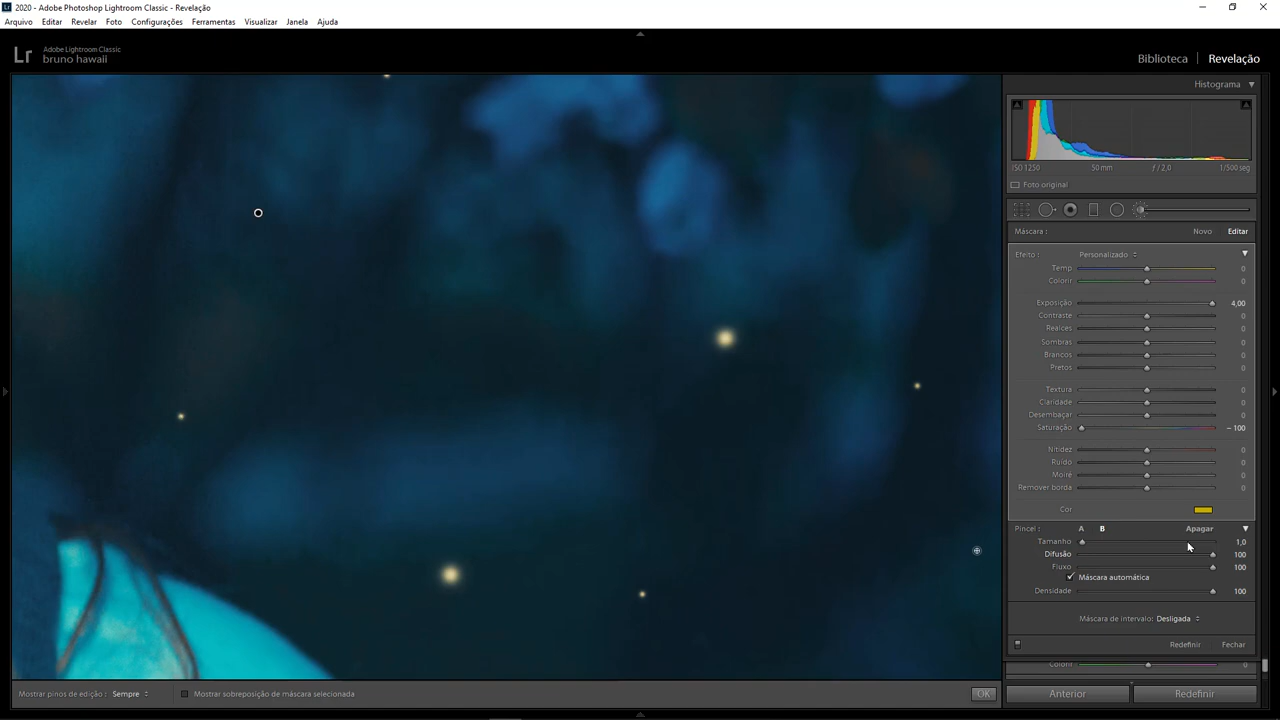 2020 - Adobe Photoshop Lightroom Classic - Revelação
Arquivo Editar Revelar Foto Configurações Ferramentas Visualizar Janela Ajuda
Lr
Adobe Lightroom Classic
bruno hawaii
Biblioteca Revelação
Histograma
ISO 1250 50 mm ƒ / 2,0 1/500 seg
Foto original
Máscara : Novo Editar
Efeito : Personalizado
Temp 0
Colorir 0
Exposição 4,00
Contraste 0
Realces 0
Sombras 0
Brancos 0
Pretos 0
Textura 0
Claridade 0
Desembaçar 0
Saturação – 100
Nitidez 0
Ruído 0
Moiré 0
Remover borda 0
Cor
Pincel : A B Apagar
Tamanho 1,0
Difusão 100
Fluxo 100
Máscara automática
Densidade 100
Máscara de intervalo: Desligada
Redefinir Fechar
Colorir 0
Mostrar pinos de edição : Sempre Mostrar sobreposição de máscara selecionada OK
Anterior Redefinir